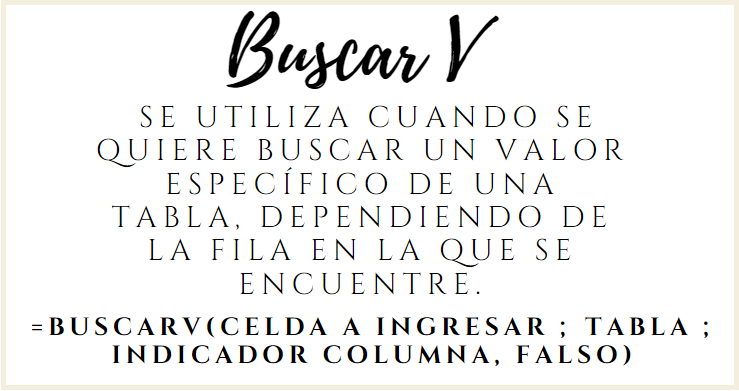 Buscar V
SE UTILIZA CUANDO SE
QUIERE BUSCAR UN VALOR
ESPECÍFICO DE UNA
TABLA, DEPENDIENDO DE
LA FILA EN LA QUE SE
ENCUENTRE.
=BUSCARV(CELDA A INGRESAR ; TABLA ;
INDICADOR COLUMNA, FALSO)